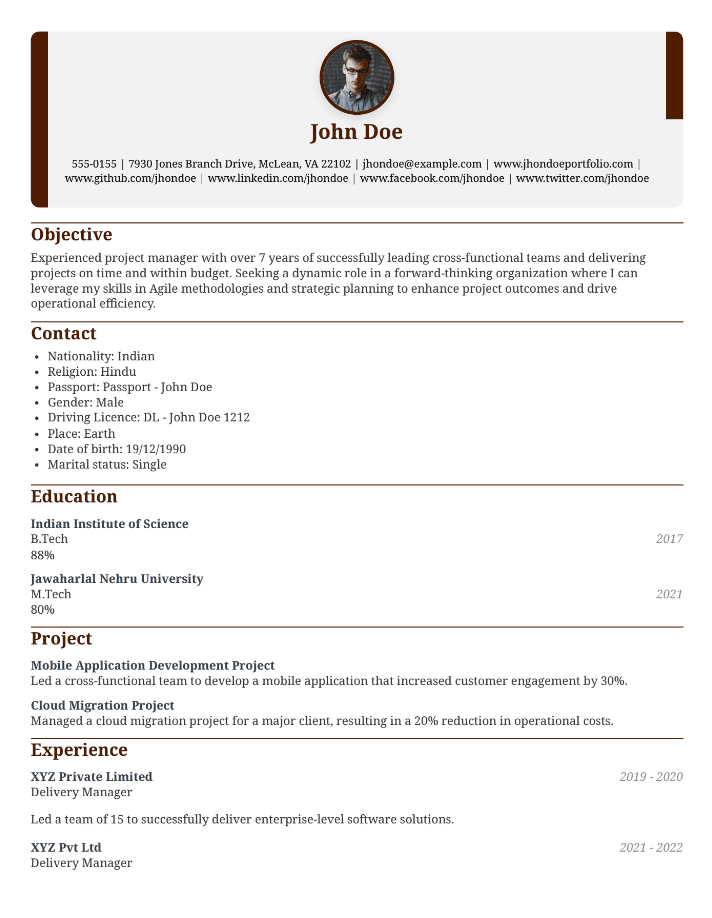 John Doe
555-0155 | 7930 Jones Branch Drive, McLean, VA 22102 | jhondoe@example.com | www.jhondoeportfolio.com |
www.github.com/jhondoe | www.linkedin.com/jhondoe | www.facebook.com/jhondoe | www.twitter.com/jhondoe
Objective
Experienced project manager with over 7 years of successfully leading cross-functional teams and delivering
projects on time and within budget. Seeking a dynamic role in a forward-thinking organization where I can
leverage my skills in Agile methodologies and strategic planning to enhance project outcomes and drive
operational efficiency.
Contact
• Nationality: Indian
• Religion: Hindu
• Passport: Passport - John Doe
• Gender: Male
• Driving Licence: DL - John Doe 1212
• Place: Earth
• Date of birth: 19/12/1990
• Marital status: Single
Education
Indian Institute of Science
B.Tech 2017
88%
Jawaharlal Nehru University
M.Tech 2021
80%
Project
Mobile Application Development Project
Led a cross-functional team to develop a mobile application that increased customer engagement by 30%.
Cloud Migration Project
Managed a cloud migration project for a major client, resulting in a 20% reduction in operational costs.
Experience
XYZ Private Limited 2019 - 2020
Delivery Manager
Led a team of 15 to successfully deliver enterprise-level software solutions.
XYZ Pvt Ltd 2021 - 2022
Delivery Manager